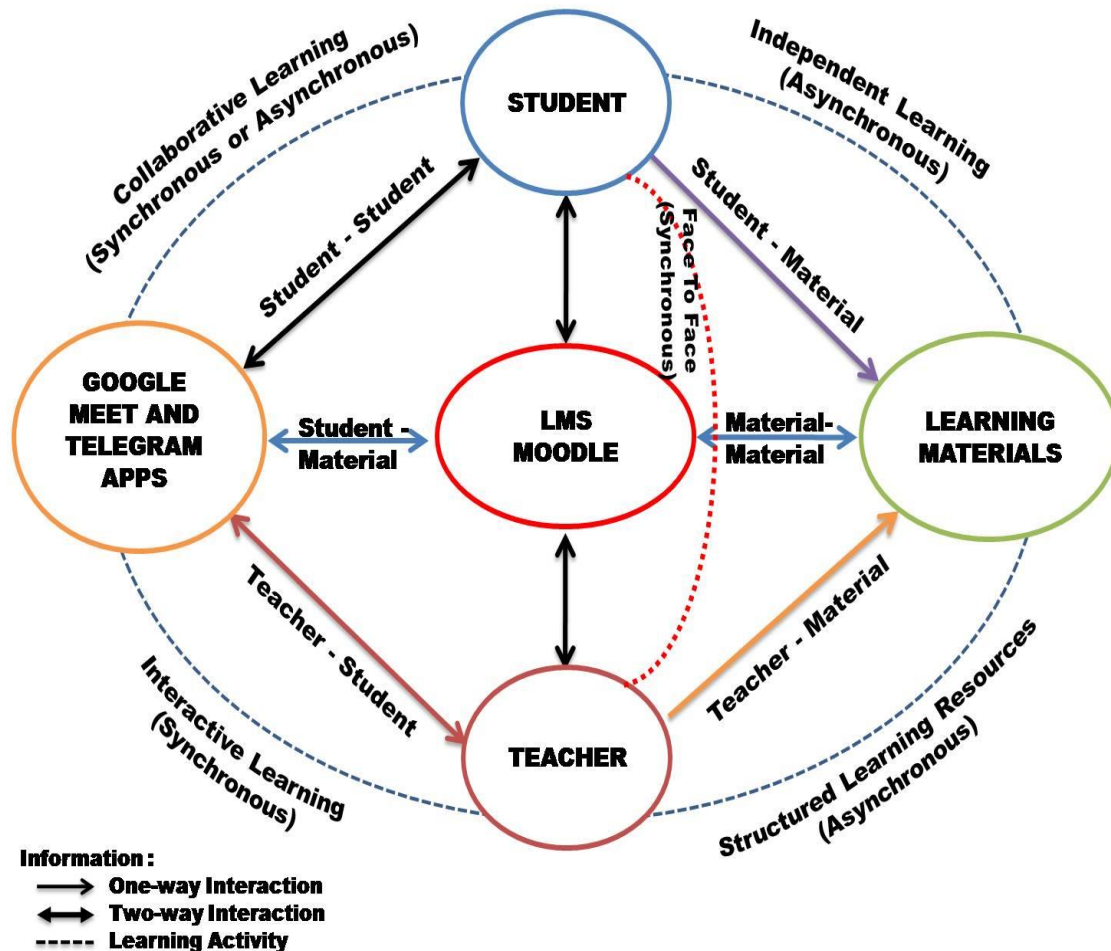 Collaborative Learning
(Synchronous or Asynchronous)
STUDENT
Independent Learning
(Asynchronous)
Student - Student
Face To Face
(Synchronous)
Student - Material
GOOGLE
MEET AND
TELEGRAM
APPS
Student -
Material
LMS
MOODLE
Material-
Material
LEARNING
MATERIALS
Teacher - Student
Teacher - Material
Interactive Learning
(Synchronous)
TEACHER
Structured Learning Resources
(Asynchronous)
Information :
One-way Interaction
Two-way Interaction
Learning Activity